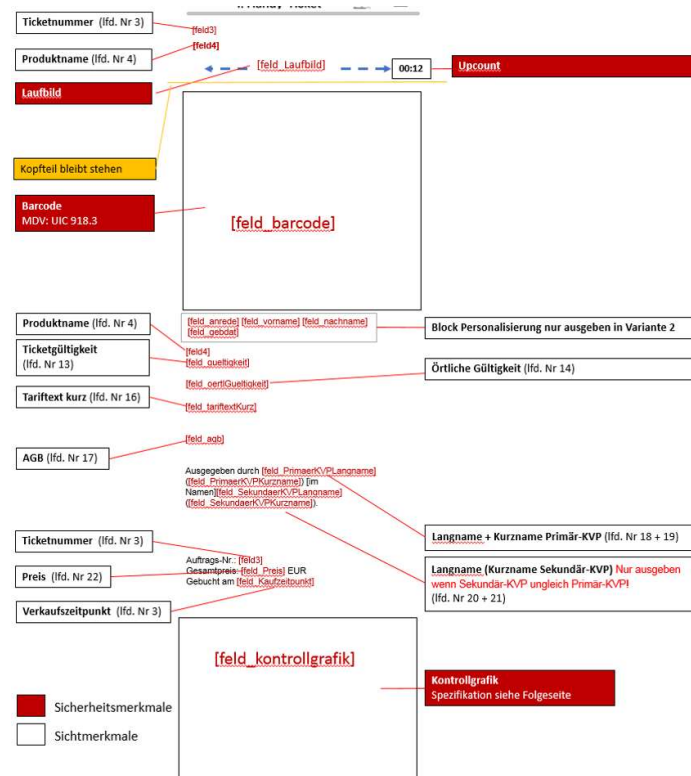 Ticketnummer (lfd. Nr 3)
[feld3]
[feld4]
Produktname (lfd. Nr 4)
[feld_Laufbild]
00:12
Upcount
Laufbild
Kopfteil bleibt stehen
Barcode
MDV: UIC 918.3
[feld_barcode]
[feld_anrede] [feld_vorname] [feld_nachname]
[feld_gebdat]
Block Personalisierung nur ausgeben in Variante 2
Produktname (lfd. Nr 4)
[feld4]
Ticketgültigkeit
(lfd. Nr 13)
[feld_gueltigkeit]
Örtliche Gültigkeit (lfd. Nr 14)
[feld_oertlGueltigkeit]
Tariftext kurz (lfd. Nr 16)
[feld_tariftextKurz]
[feld_agb]
AGB (lfd. Nr 17)
Ausgegeben durch [feld_PrimaerKVPLangname]
([feld_PrimaerKVPKurzname]) [im
Namen][feld_SekundaerKVPLangname]
([feld_SekundaerKVPKurzname]).
Langname + Kurzname Primär-KVP (lfd. Nr 18 + 19)
Ticketnummer (lfd. Nr 3)
Auftrags-Nr.: [feld3]
Gesamtpreis: [feld_Preis] EUR
Gebucht am [feld_Kaufzeitpunkt]
Langname (Kurzname Sekundär-KVP) Nur ausgeben
wenn Sekundär-KVP ungleich Primär-KVP!
(lfd. Nr 20 + 21)
Preis (lfd. Nr 22)
Verkaufszeitpunkt (lfd. Nr 3)
[feld_kontrollgrafik]
Kontrollgrafik
Spezifikation siehe Folgeseite
Sicherheitsmerkmale
Sichtmerkmale